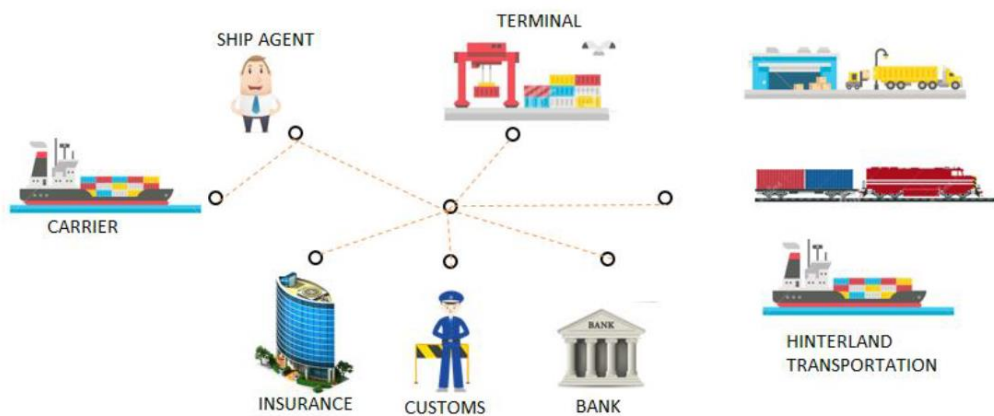 SHIP AGENT
TERMINAL
CARRIER
BANK
HINTERLAND
TRANSPORTATION
INSURANCE
CUSTOMS
BANK